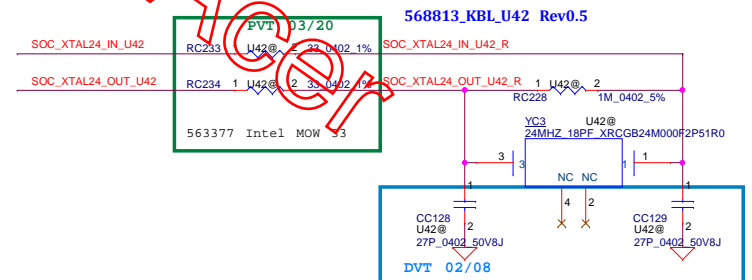 568813_KBL_U42 Rev0.5
PVT 03/20
SOC_XTAL24_IN_U42
RC233 U42@ 2 33_0402_1%
SOC_XTAL24_IN_U42_R
SOC_XTAL24_OUT_U42
RC234 1 U42@ 2 33_0402_1%
SOC_XTAL24_OUT_U42_R
1 U42@ 2
RC228 1M_0402_5%
563377 Intel MOW 33
YC3 U42@
24MHZ_18PF_XRCGB24M000F2P51R0
3 3 1 1
NC NC
4 2
1 1
CC128
U42@ 2
27P_0402_50V8J
CC129
U42@ 2
27P_0402_50V8J
DVT 02/08